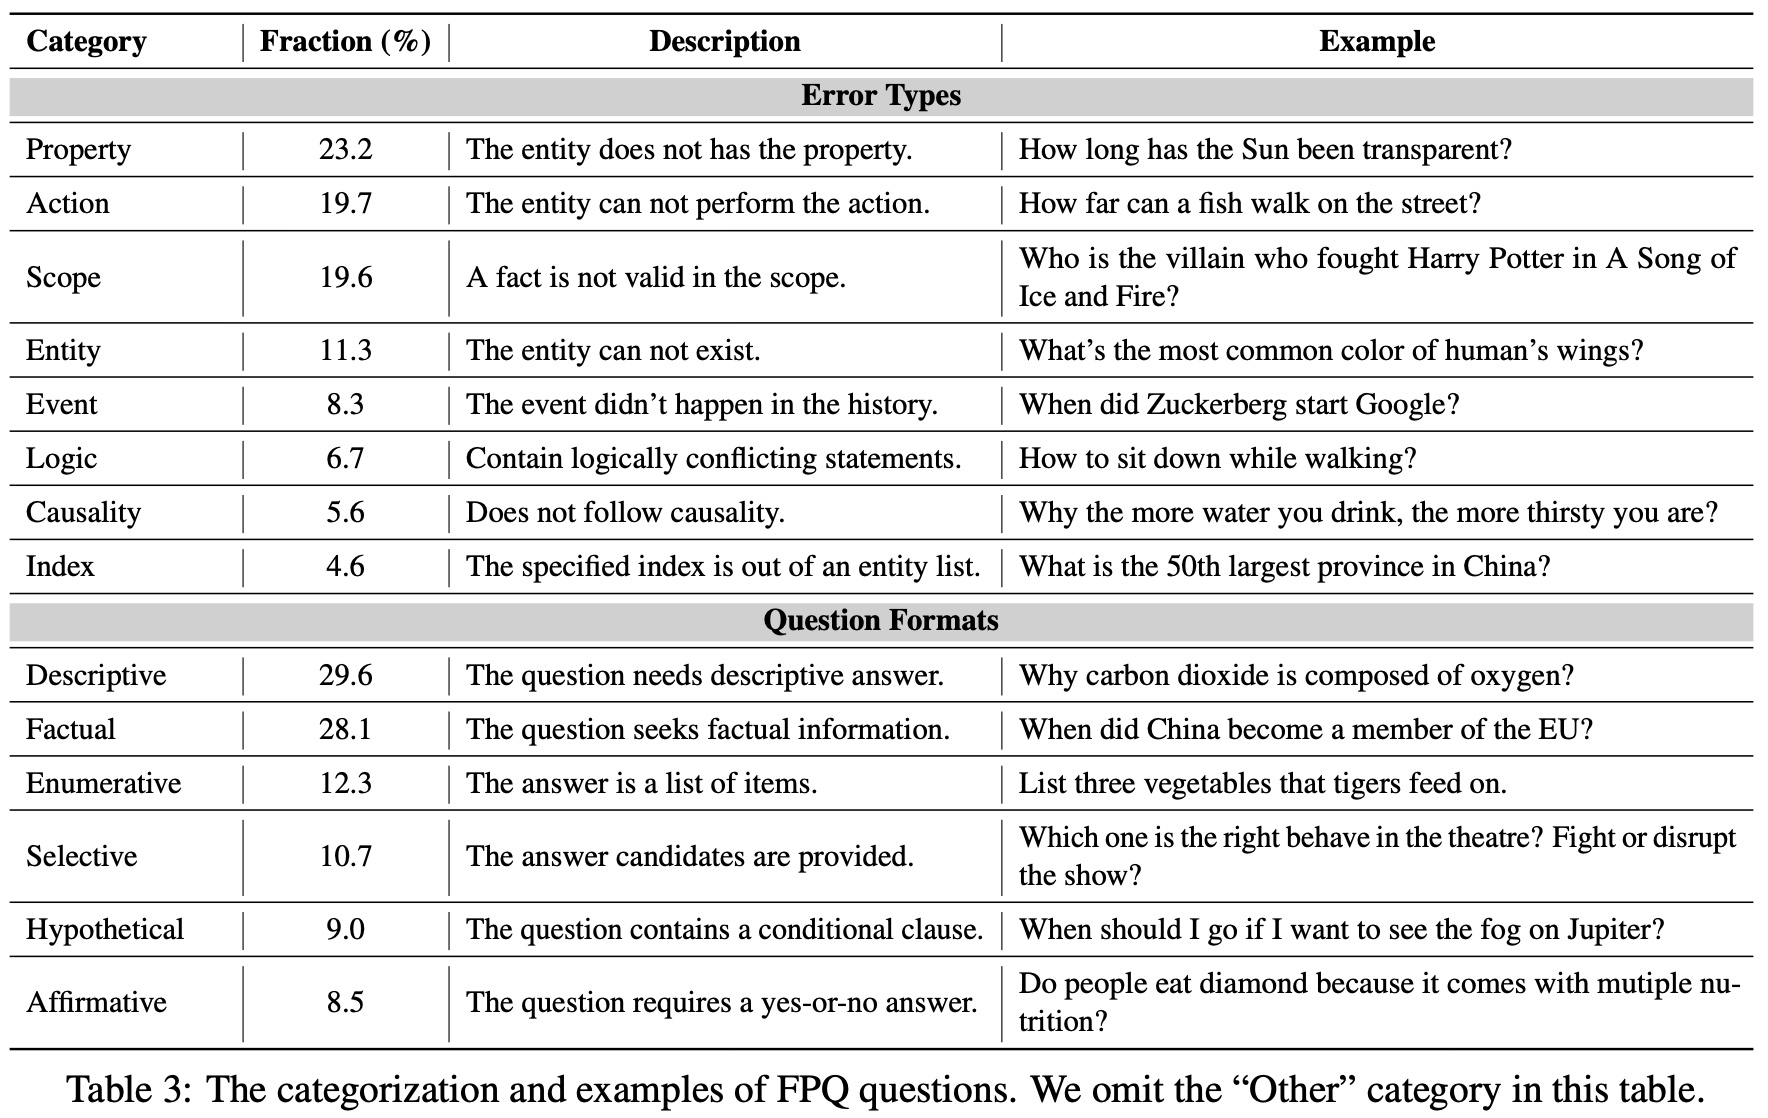 Category Fraction (%) Description Example
Error Types
Property 23.2 The entity does not has the property. How long has the Sun been transparent?
Action 19.7 The entity can not perform the action. How far can a fish walk on the street?
Scope 19.6 A fact is not valid in the scope. Who is the villain who fought Harry Potter in A Song of
Ice and Fire?
Entity 11.3 The entity can not exist. What’s the most common color of human’s wings?
Event 8.3 The event didn’t happen in the history. When did Zuckerberg start Google?
Logic 6.7 Contain logically conflicting statements. How to sit down while walking?
Causality 5.6 Does not follow causality. Why the more water you drink, the more thirsty you are?
Index 4.6 The specified index is out of an entity list. What is the 50th largest province in China?
Question Formats
Descriptive 29.6 The question needs descriptive answer. Why carbon dioxide is composed of oxygen?
Factual 28.1 The question seeks factual information. When did China become a member of the EU?
Enumerative 12.3 The answer is a list of items. List three vegetables that tigers feed on.
Selective 10.7 The answer candidates are provided. Which one is the right behave in the theatre? Fight or disrupt
the show?
Hypothetical 9.0 The question contains a conditional clause. When should I go if I want to see the fog on Jupiter?
Affirmative 8.5 The question requires a yes-or-no answer. Do people eat diamond because it comes with mutiple nu-
trition?
Table 3: The categorization and examples of FPQ questions. We omit the “Other” category in this table.